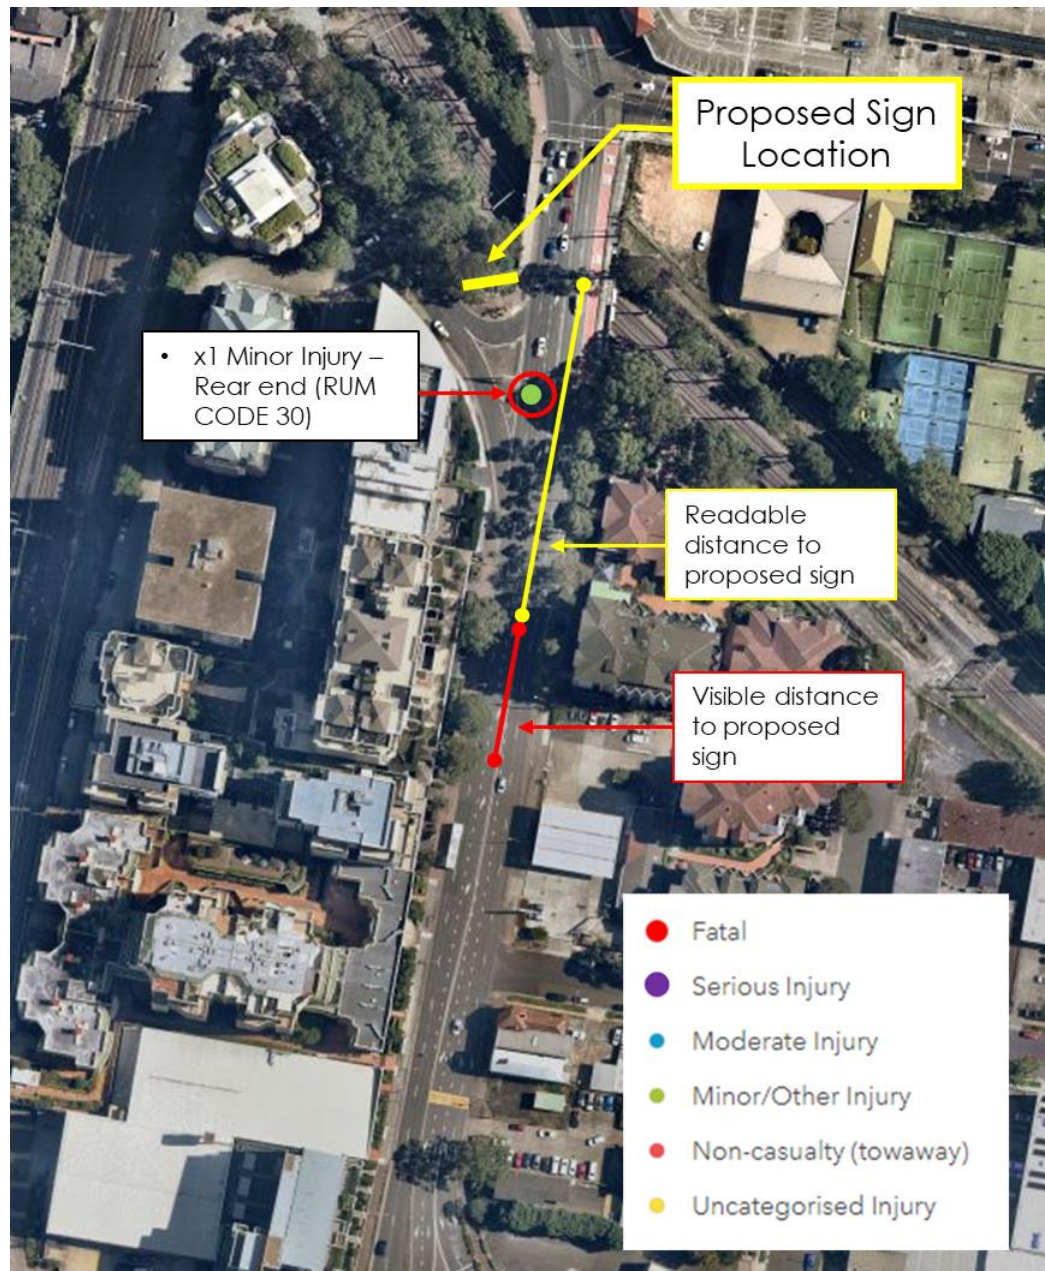 Proposed Sign
Location
• x1 Minor Injury –
Rear end (RUM
CODE 30)
Readable
distance to
proposed sign
Visible distance
to proposed
sign
Fatal
Serious Injury
Moderate Injury
Minor/Other Injury
Non-casualty (towaway)
Uncategorised Injury